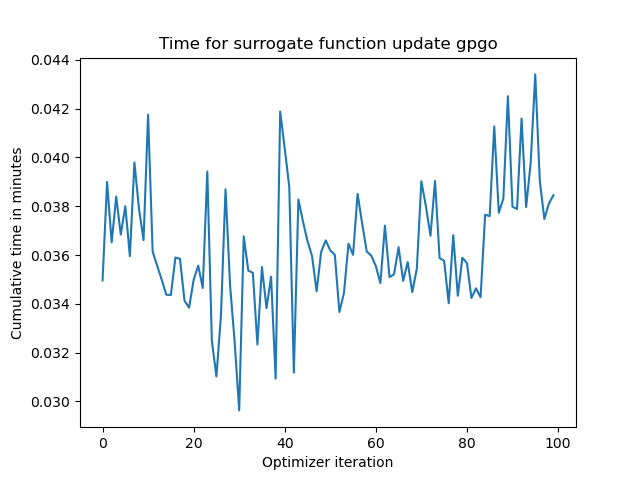 Time for surrogate function update gpgo
0.044
0.042
0.040
0.038
0.036
0.034
0.032
0.030
Cumulative time in minutes
0 20 40 60 80 100
Optimizer iteration